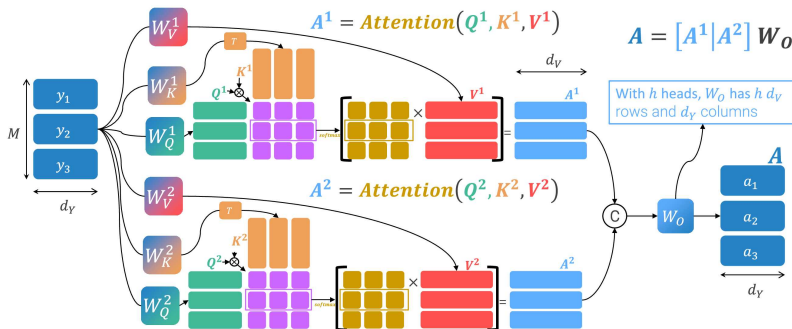 A¹ = Attention(Q¹, K¹, V¹)
A = [A¹|A²] W_O
W_V¹
T
W_K¹
K¹
Q¹
V¹
d_V
A¹
With h heads, W_O has h d_V
rows and d_Y columns
M
y₁
y₂
y₃
d_Y
W_Q¹
softmax
×
=
A² = Attention(Q², K², V²)
W_V²
T
W_K²
K²
Q²
V²
A²
W_Q²
softmax
×
=
C
W_O
A
a₁
a₂
a₃
d_Y